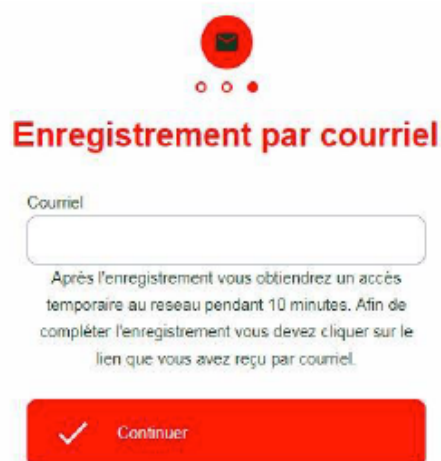 Enregistrement par courriel
Courriel
Après l'enregistrement vous obtiendrez un accès
temporaire au reseau pendant 10 minutes. Afin de
compléter l'enregistrement vous devez cliquer sur le
lien que vous avez reçu par courriel.
Continuer